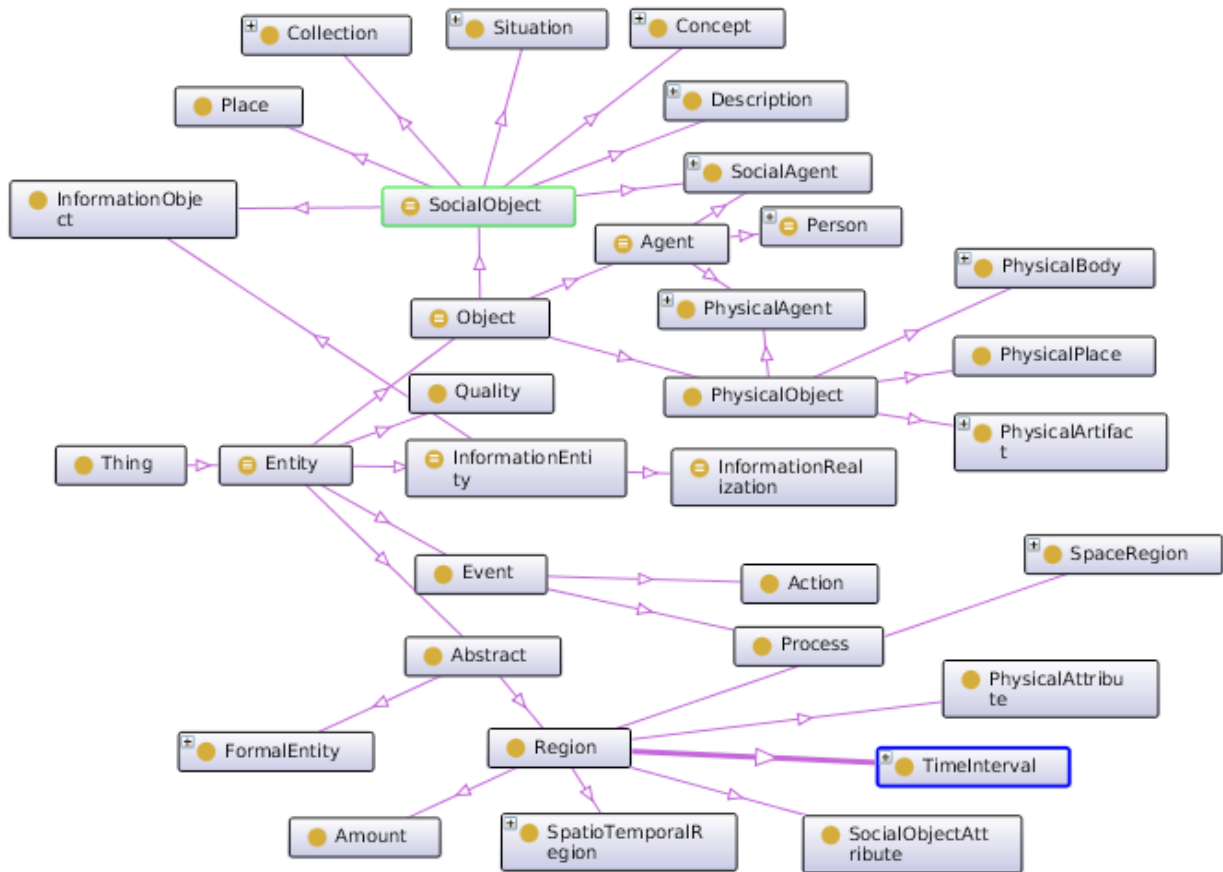 Collection
Situation
Concept
Place
Description
InformationObje
ct
SocialObject
SocialAgent
Agent
Person
PhysicalBody
Object
PhysicalAgent
PhysicalPlace
Quality
PhysicalObject
PhysicalArtifac
t
Thing
Entity
InformationEnti
ty
InformationReal
ization
SpaceRegion
Event
Action
Abstract
Process
PhysicalAttribu
te
FormalEntity
Region
TimeInterval
Amount
SpatioTemporalR
egion
SocialObjectAtt
ribute